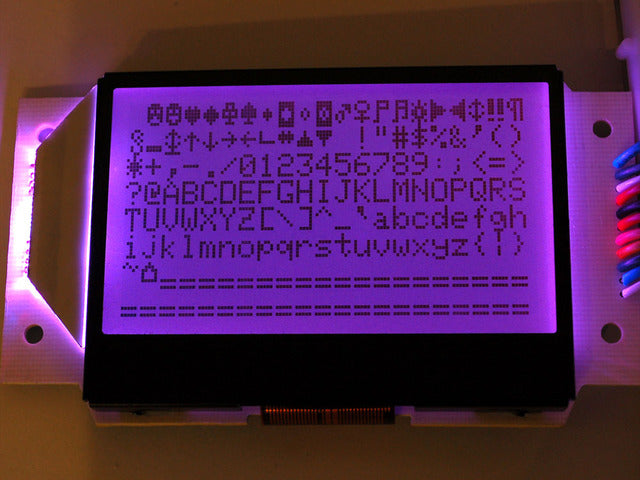 ☺☻♥♦♣♠•◘○◙♂♀♪♫☼►◄↕‼¶
§▬↨↑↓→←∟↔▲▼ !"#$%&'()
*+,-./0123456789:;<=>
?@ABCDEFGHIJKLMNOPQRS
TUVWXYZ[\]^_`abcdefgh
ijklmnopqrstuvwxyz{|}
~⌂